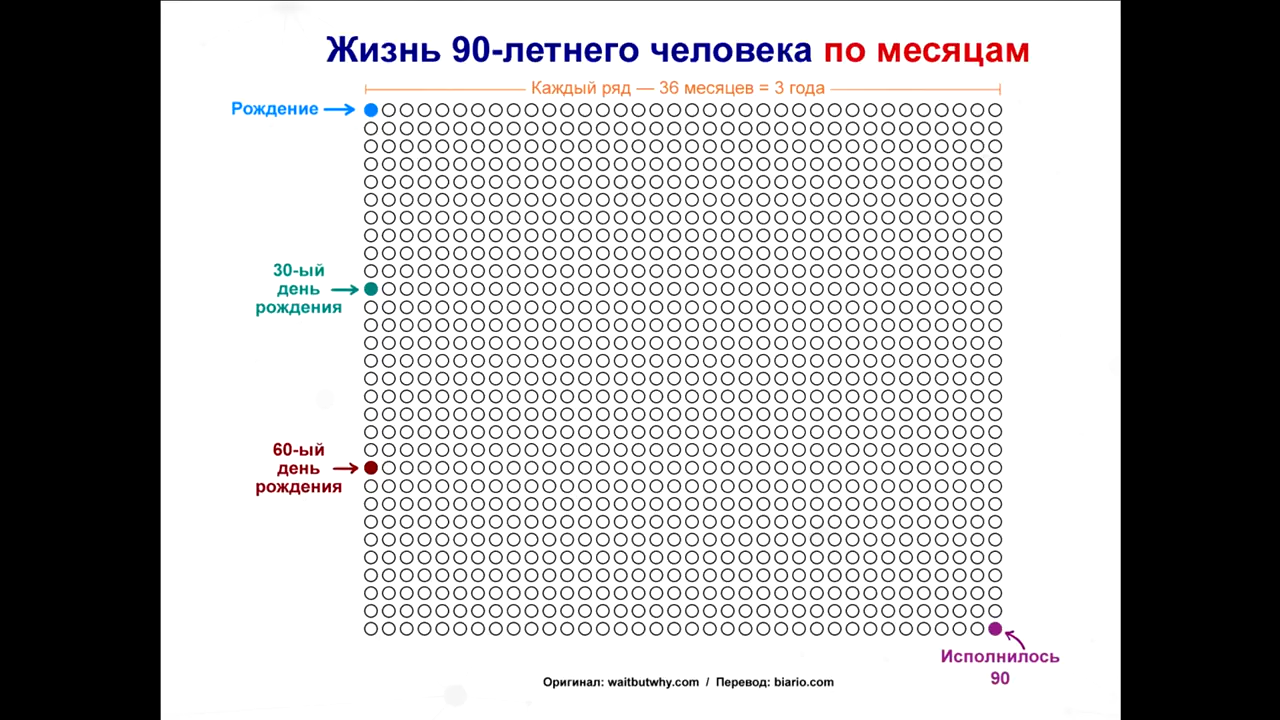 Жизнь 90-летнего человека по месяцам
Каждый ряд — 36 месяцев = 3 года
Рождение
30-ый
день
рождения
60-ый
день
рождения
Исполнилось
90
Оригинал: waitbutwhy.com / Перевод: biario.com